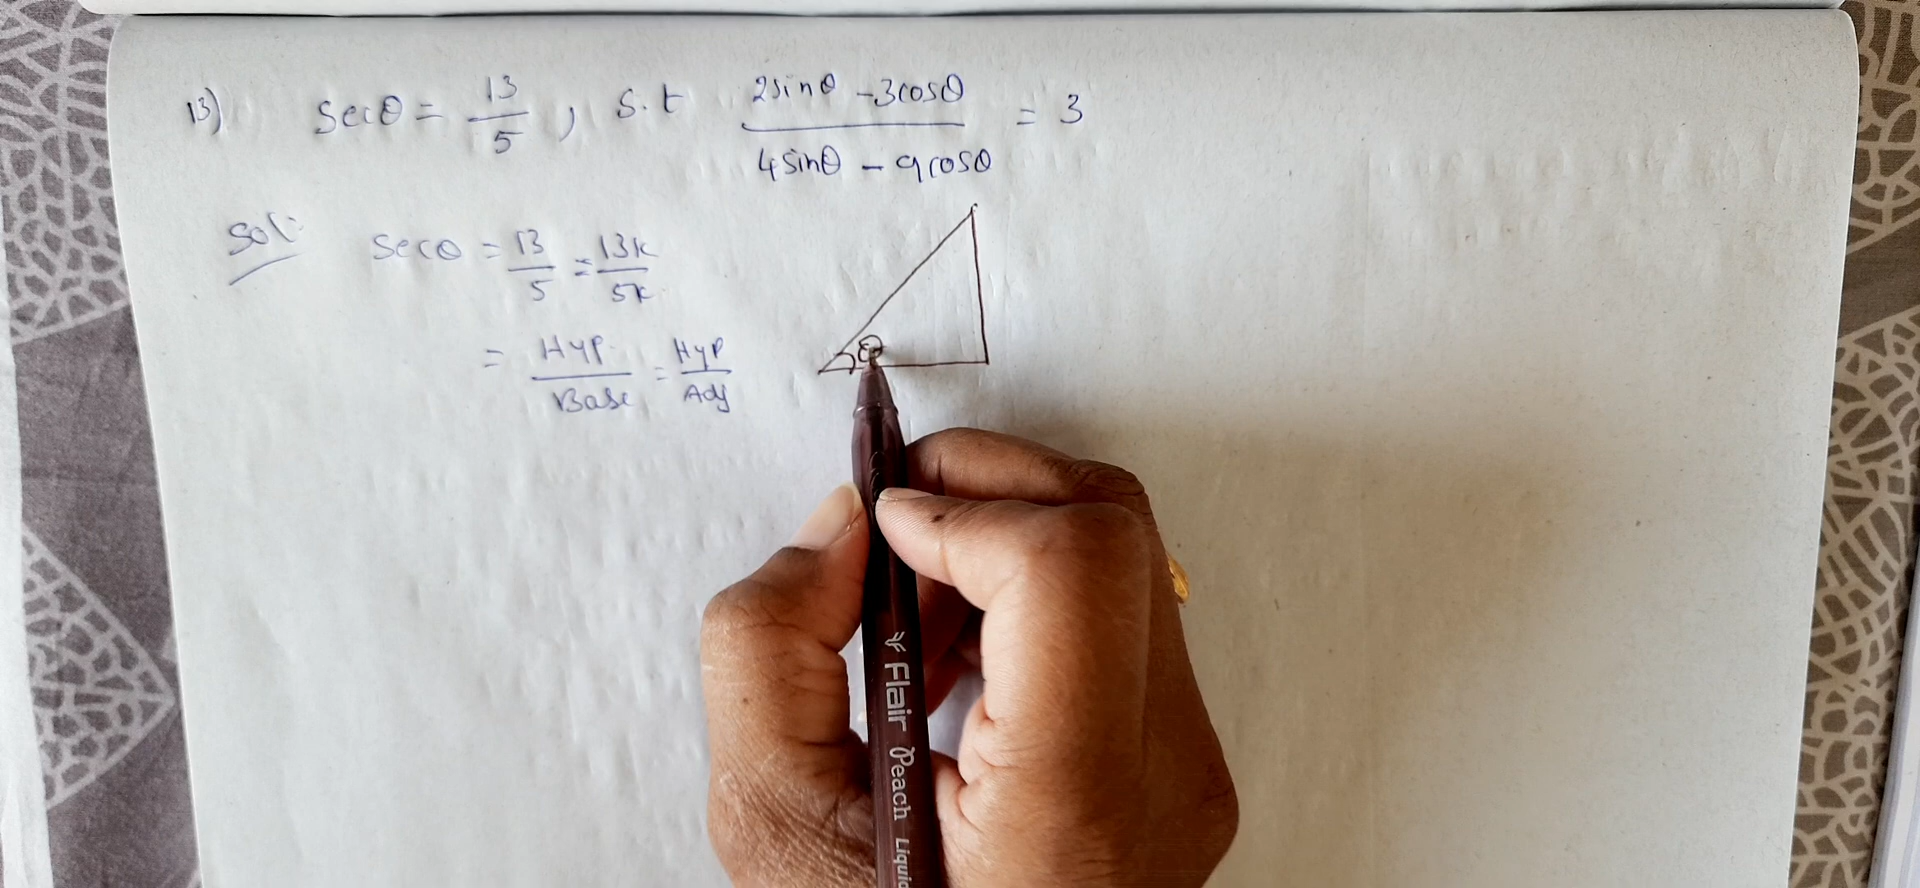 13) Secθ = 13/5, S.t (2sinθ - 3cosθ)/(4sinθ - 9cosθ) = 3
Sol: Secθ = 13/5 = 13k/5k
= Hyp/Base = Hyp/Adj
θ
Flair Peach Liquid